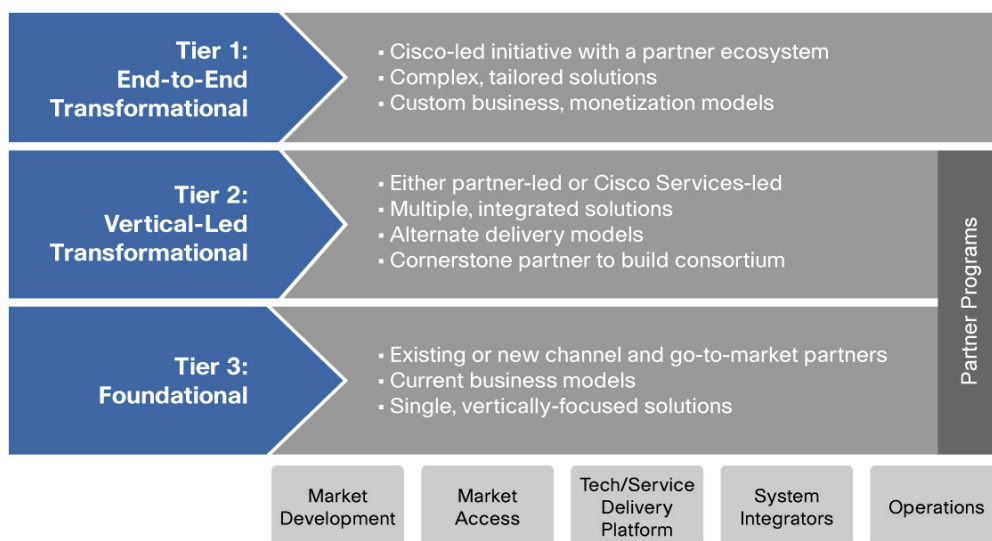 Tier 1:
End-to-End
Transformational
▪ Cisco-led initiative with a partner ecosystem
▪ Complex, tailored solutions
▪ Custom business, monetization models
Tier 2:
Vertical-Led
Transformational
▪ Either partner-led or Cisco Services-led
▪ Multiple, integrated solutions
▪ Alternate delivery models
▪ Cornerstone partner to build consortium
Tier 3:
Foundational
▪ Existing or new channel and go-to-market partners
▪ Current business models
▪ Single, vertically-focused solutions
Partner Programs
Market
Development
Market
Access
Tech/Service
Delivery
Platform
System
Integrators
Operations